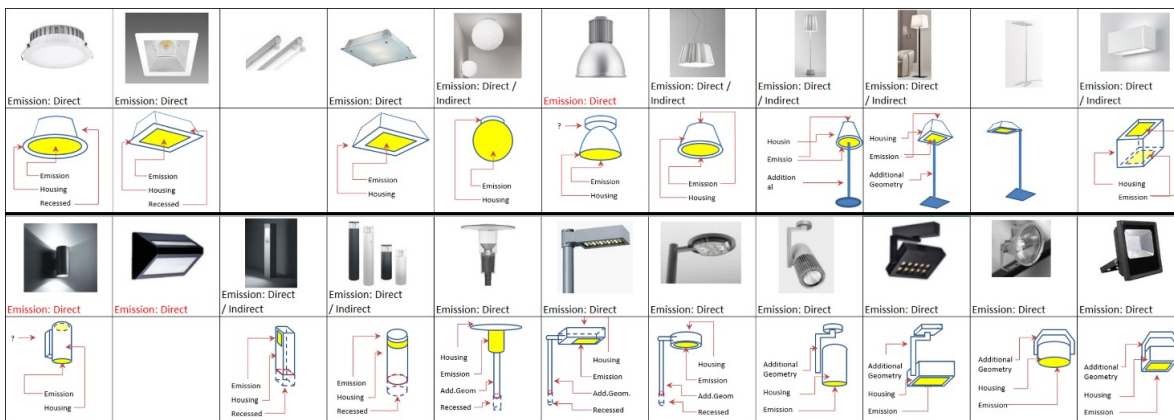 Emission: Direct
Emission: Direct
Emission: Direct
Emission: Direct /
Indirect
Emission: Direct
Emission: Direct /
Indirect
Emission: Direct
/ Indirect
Emission: Direct
/ Indirect
Emission: Direct
/ Indirect
Emission
Housing
Recessed
Emission
Housing
Recessed
Emission
Housing
Emission
Housing
?
Emission
Housing
Emission
Housing
Housin
Emissio
Addition
al
Housing
Emission
Additional
Geometry
Housing
Emission
Emission: Direct
Emission: Direct
Emission: Direct
/ Indirect
Emission: Direct
/ Indirect
Emission: Direct
Emission: Direct
Emission: Direct
Emission: Direct
Emission: Direct
Emission: Direct
Emission: Direct
?
Emission
Housing
Emission
Housing
Recessed
Emission
Housing
Recessed
Housing
Emission
Add.Geom
Recessed
Housing
Emission
Add.Geom.
Recessed
Housing
Emission
Add.Geom
Recessed
Additional
Geometry
Housing
Emission
Additional
Geometry
Housing
Emission
Additional
Geometry
Housing
Emission
Additional
Geometry
Housing
Emission